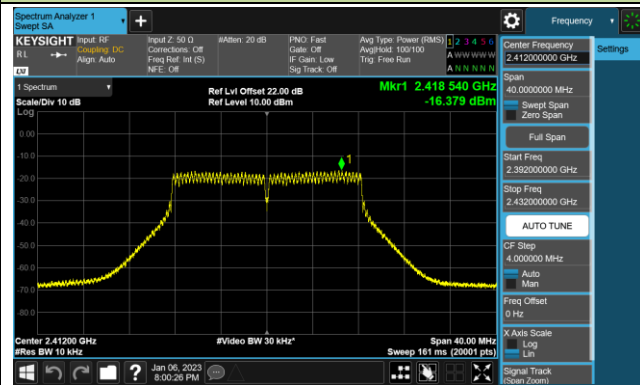 Spectrum Analyzer 1
Swept SA
Frequency
KEYSIGHT
RL
LXI
Input: RF
Coupling: DC
Align: Auto
Input Z: 50 Ω
Corrections: Off
Freq Ref: Int (S)
NFE: Off
#Atten: 20 dB
PNO: Fast
Gate: Off
IF Gain: Low
Sig Track: Off
Avg Type: Power (RMS)
Avg|Hold: 100/100
Trig: Free Run
1 2 3 4 5 6
A W W W W W
A N N N N N
1 Spectrum
Scale/Div 10 dB
Ref Lvl Offset 22.00 dB
Ref Level 10.00 dBm
Mkr1 2.418 540 GHz
-16.379 dBm
Log
0.00
-10.0
-20.0
-30.0
-40.0
-50.0
-60.0
-70.0
-80.0
1
Center 2.41200 GHz
#Res BW 10 kHz
#Video BW 30 kHz*
Span 40.00 MHz
Sweep 161 ms (20001 pts)
Jan 06, 2023
8:00:26 PM
Center Frequency
2.412000000 GHz
Span
40.0000000 MHz
Swept Span
Zero Span
Full Span
Start Freq
2.392000000 GHz
Stop Freq
2.432000000 GHz
AUTO TUNE
CF Step
4.000000 MHz
Auto
Man
Freq Offset
0 Hz
X Axis Scale
Log
Lin
Signal Track
(Span Zoom)
Settings